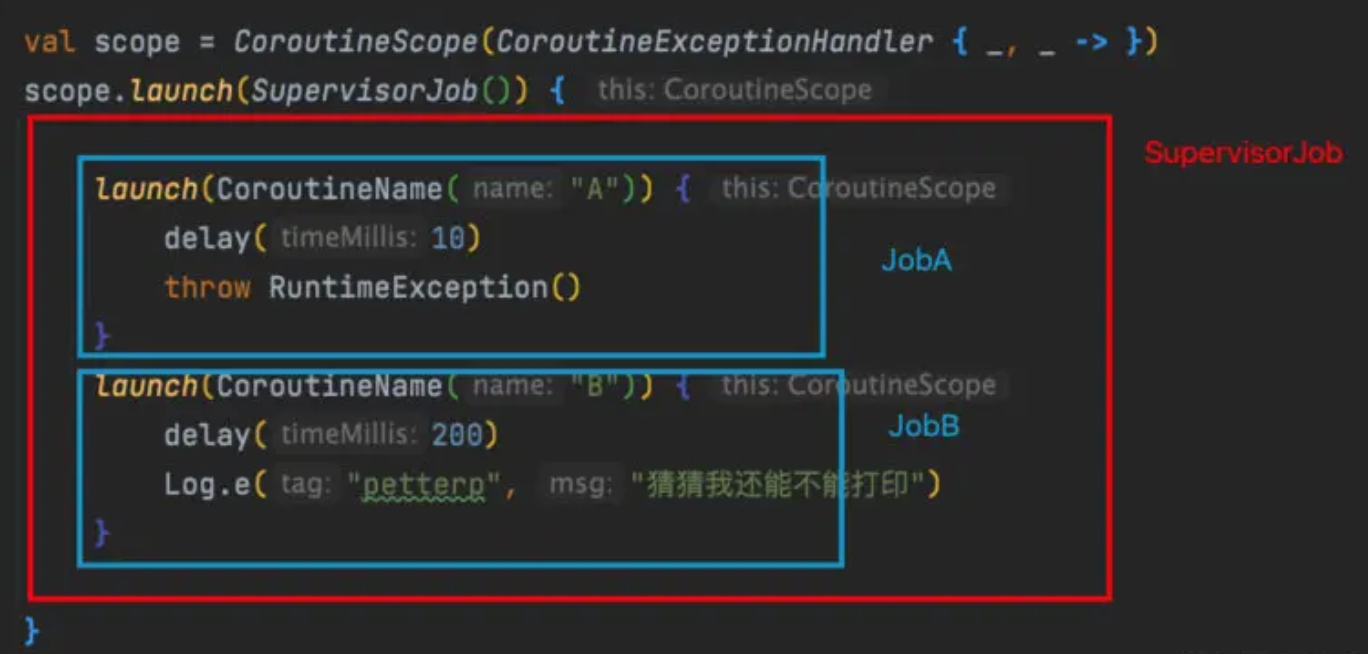 val scope = CoroutineScope(CoroutineExceptionHandler { _, _ -> })
scope.launch(SupervisorJob()) { this: CoroutineScope
SupervisorJob
launch(CoroutineName( name: "A")) { this: CoroutineScope
delay( timeMillis: 10)
JobA
throw RuntimeException()
}
launch(CoroutineName( name: "B")) { this: CoroutineScope
JobB
delay( timeMillis: 200)
Log.e( tag: "petterp", msg: "猜猜我还能不能打印")
}
}